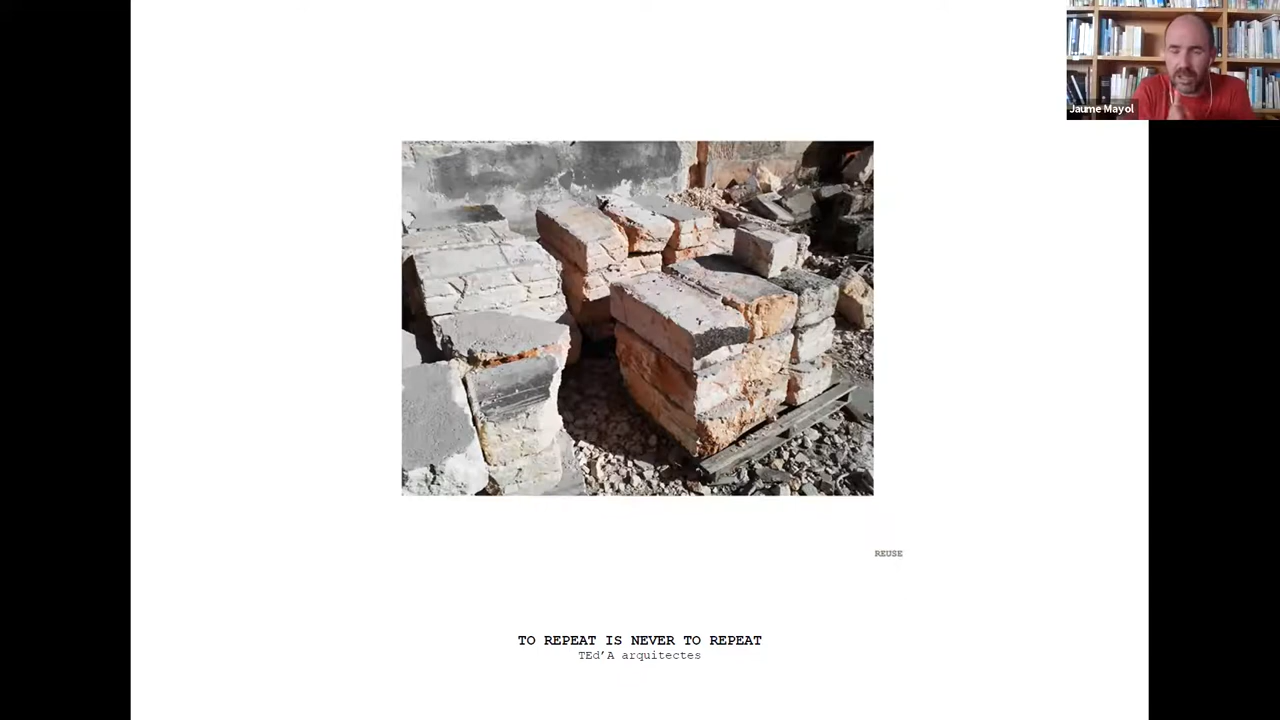 Jaume Mayol
REUSE
TO REPEAT IS NEVER TO REPEAT
TEd’A arquitectes